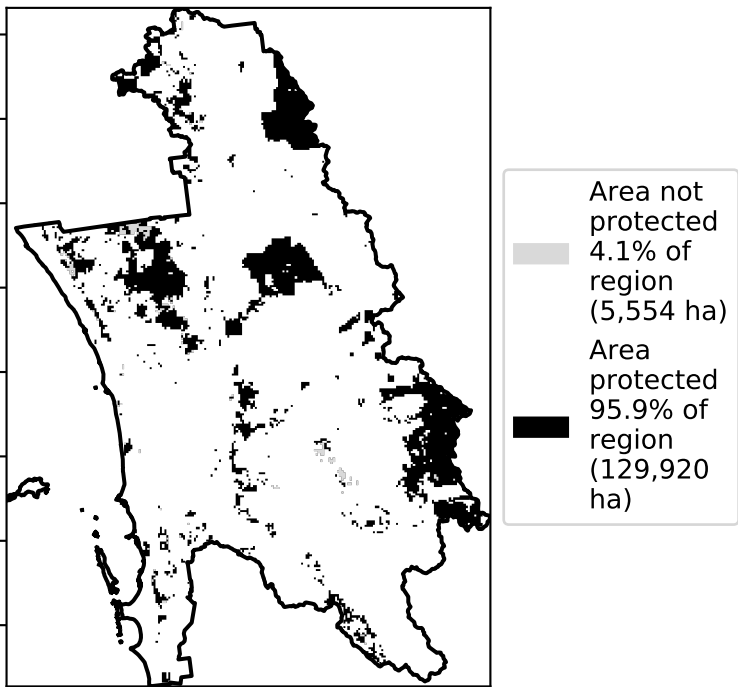 Area not
protected
4.1% of
region
(5,554 ha)
Area
protected
95.9% of
region
(129,920
ha)